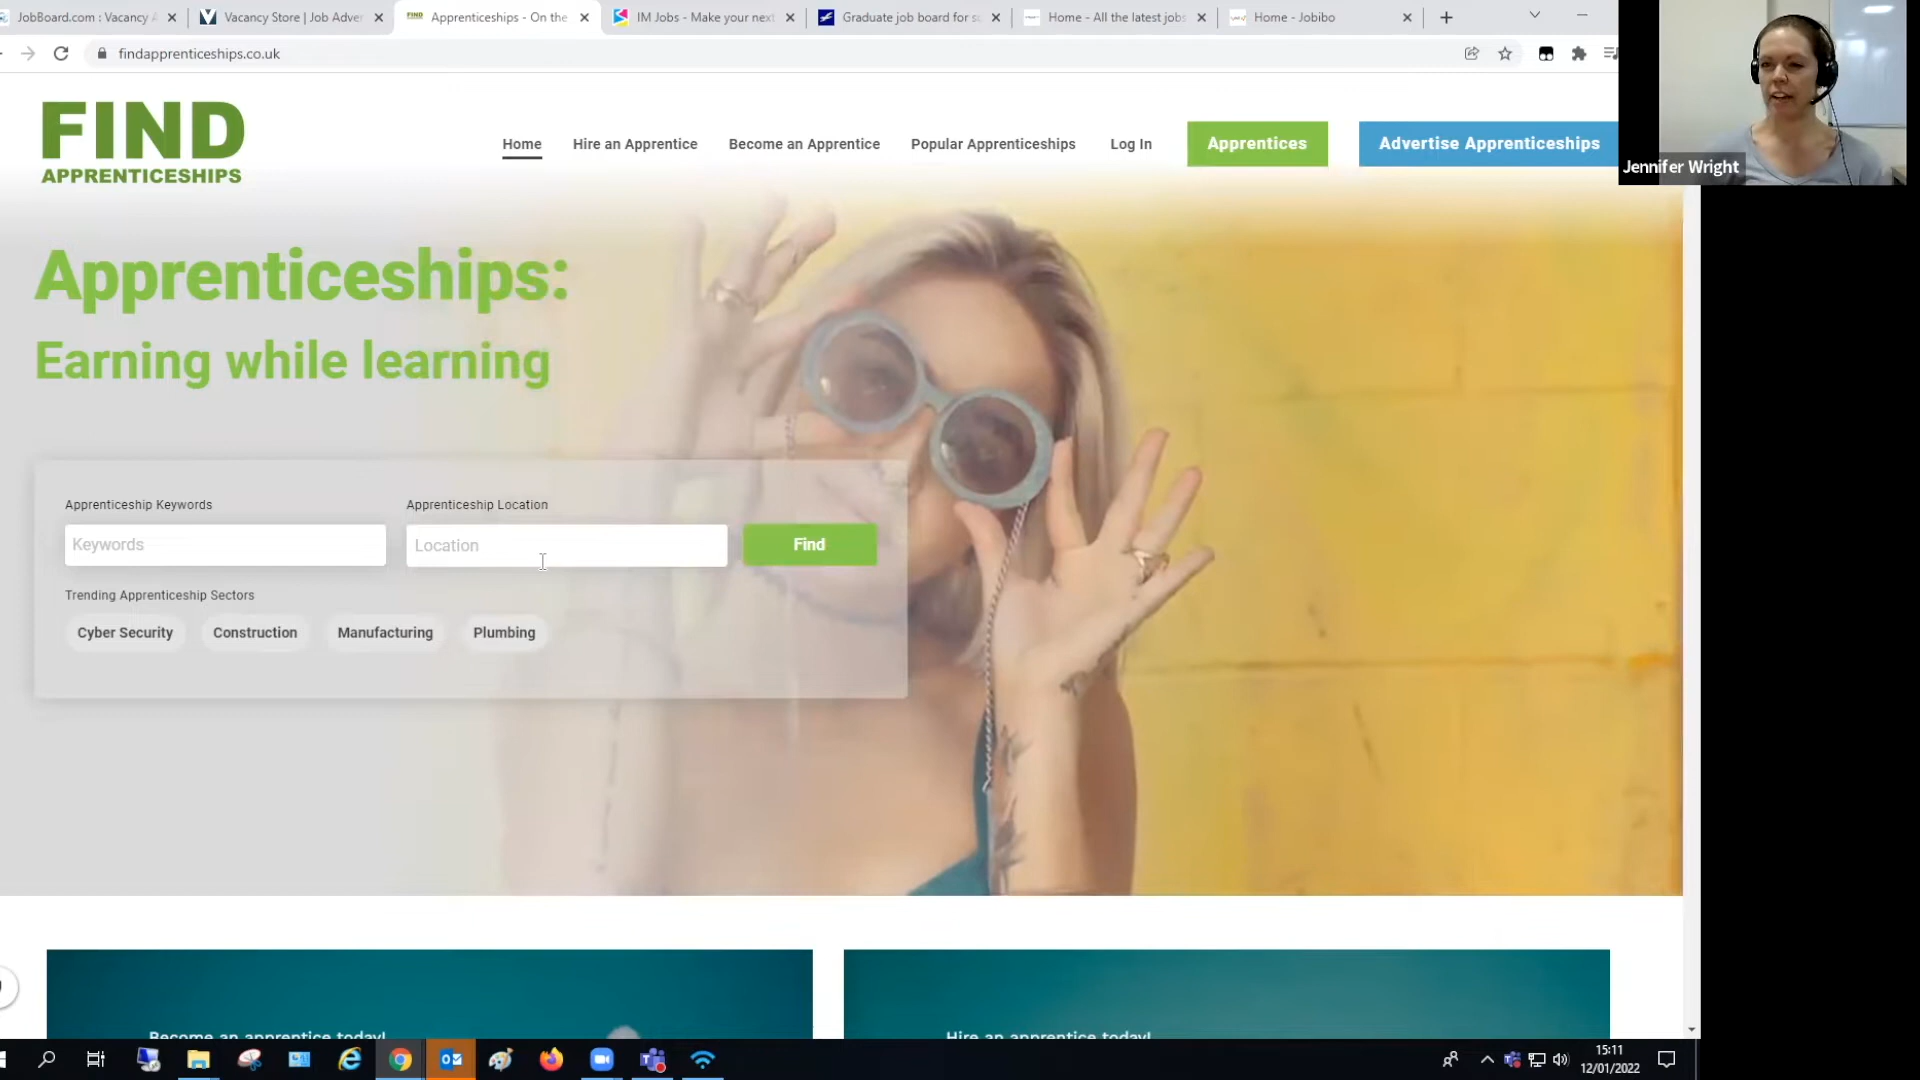 JobBoard.com : Vacancy A
Vacancy Store | Job Adver
Apprenticeships - On the
IM Jobs - Make your next
Graduate job board for s
Home - All the latest jobs
Home - Jobibo
findapprenticeships.co.uk
FIND
APPRENTICESHIPS
Home
Hire an Apprentice
Become an Apprentice
Popular Apprenticeships
Log In
Apprentices
Advertise Apprenticeships
Jennifer Wright
Apprenticeships:
Earning while learning
Apprenticeship Keywords
Apprenticeship Location
Keywords
Location
Find
Trending Apprenticeship Sectors
Cyber Security
Construction
Manufacturing
Plumbing
Become an apprentice today!
Hire an apprentice today!
15:11
12/01/2022